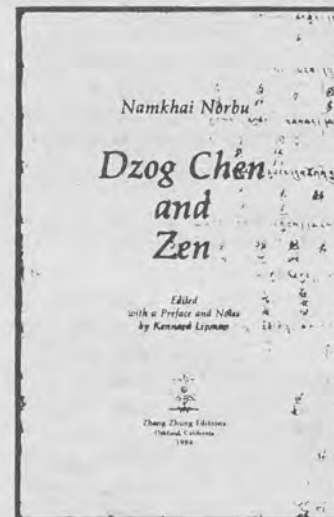 Namkhai Norbu
Dzog Chen
and
Zen
Edited
with a Preface and Notes
by Kennard Lipman
Zhang Zhung Editions
Oakland, California
1984